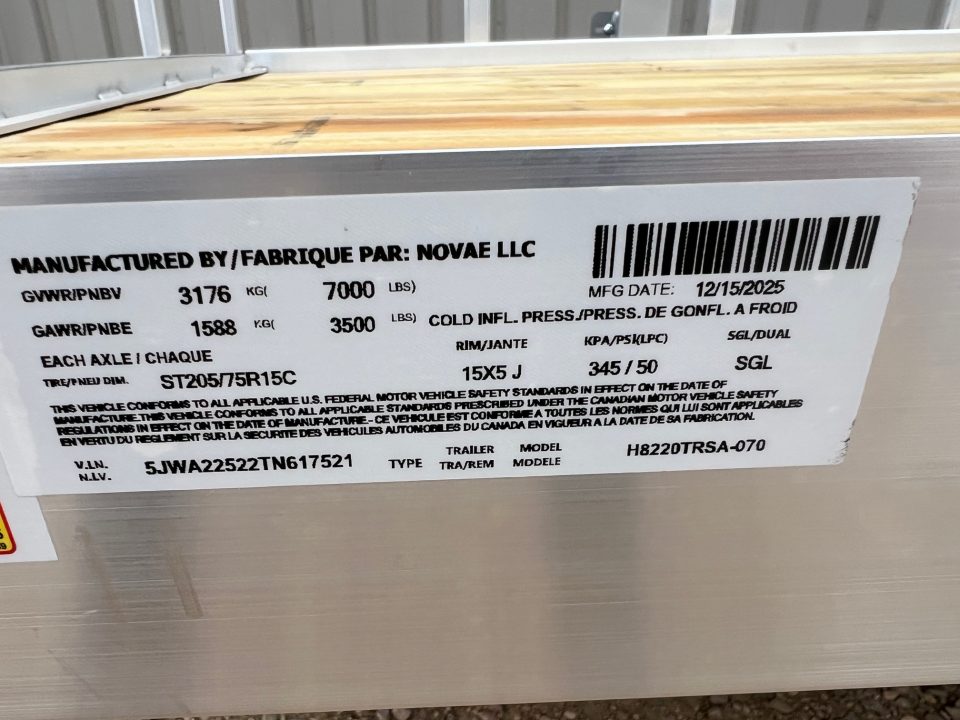 MANUFACTURED BY/FABRIQUE PAR: NOVAE LLC
MFG DATE: 12/15/2025
GVWR/PNBV 3176 KG( 7000 LBS)
GAWR/PNBE 1588 KG( 3500 LBS) COLD INFL. PRESS./PRESS. DE GONFL. A FROID
EACH AXLE / CHAQUE RIM/JANTE KPA/PSI(LPC) SGL/DUAL
TIRE/PNEU DIM. ST205/75R15C 15X5 J 345 / 50 SGL
THIS VEHICLE CONFORMS TO ALL APPLICABLE U.S. FEDERAL MOTOR VEHICLE SAFETY STANDARDS IN EFFECT ON THE DATE OF
MANUFACTURE.THIS VEHICLE CONFORMS TO ALL APPLICABLE STANDARDS PRESCRIBED UNDER THE CANADIAN MOTOR VEHICLE SAFETY
REGULATIONS IN EFFECT ON THE DATE OF MANUFACTURE.- CE VEHICULE EST CONFORME A TOUTES LES NORMES QUI LUI SONT APPLICABLES
EN VERTU DU REGLEMENT SUR LA SECURITE DES VEHICULES AUTOMOBILES DU CANADA EN VIGUEUR A LA DATE DE SA FABRICATION.
V.I.N. 5JWA22522TN617521 TYPE TRAILER MODEL H8220TRSA-070
N.I.V. TRA/REM MODELE